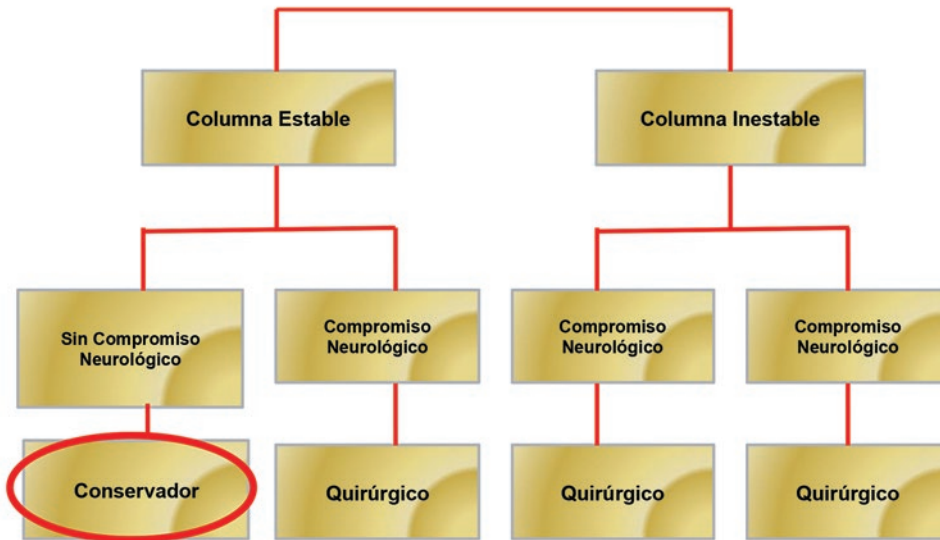 Columna Estable
Columna Inestable
Sin Compromiso
Neurológico
Compromiso
Neurológico
Compromiso
Neurológico
Compromiso
Neurológico
Conservador
Quirúrgico
Quirúrgico
Quirúrgico